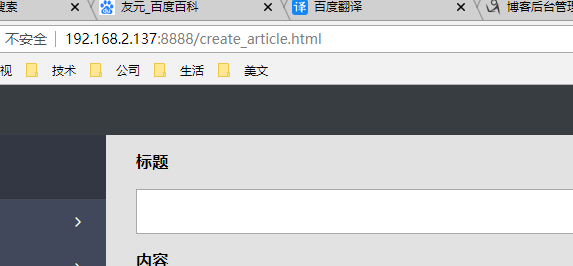 搜索 友元_百度百科 译 百度翻译 博客后台管理
不安全 192.168.2.137:8888/create_article.html
视 技术 公司 生活 美文
标题
内容